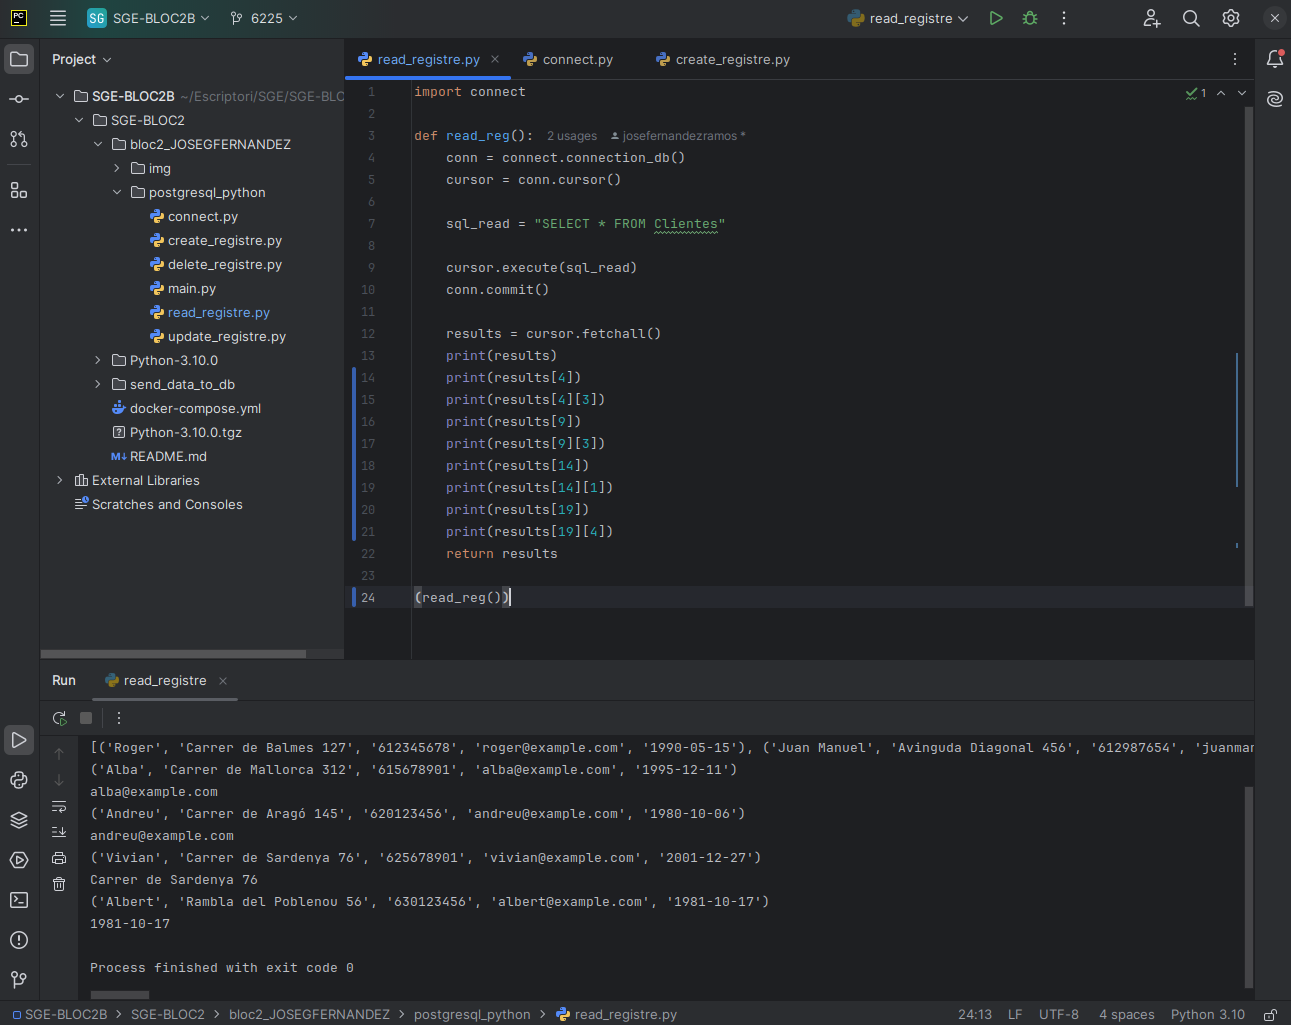 PC SG SGE-BLOC2B 6225 read_registre
Project
SGE-BLOC2B ~/Escriptori/SGE/SGE-BLC
SGE-BLOC2
bloc2_JOSEGFERNANDEZ
img
postgresql_python
connect.py
create_registre.py
delete_registre.py
main.py
read_registre.py
update_registre.py
Python-3.10.0
send_data_to_db
docker-compose.yml
Python-3.10.0.tgz
README.md
External Libraries
Scratches and Consoles
read_registre.py connect.py create_registre.py
1 import connect
2
3 def read_reg(): 2 usages josefernandezramos *
4 conn = connect.connection_db()
5 cursor = conn.cursor()
6
7 sql_read = "SELECT * FROM Clientes"
8
9 cursor.execute(sql_read)
10 conn.commit()
11
12 results = cursor.fetchall()
13 print(results)
14 print(results[4])
15 print(results[4][3])
16 print(results[9])
17 print(results[9][3])
18 print(results[14])
19 print(results[14][1])
20 print(results[19])
21 print(results[19][4])
22 return results
23
24 (read_reg())
1
Run read_registre
[('Roger', 'Carrer de Balmes 127', '612345678', 'roger@example.com', '1990-05-15'), ('Juan Manuel', 'Avinguda Diagonal 456', '612987654', 'juanmar
('Alba', 'Carrer de Mallorca 312', '615678901', 'alba@example.com', '1995-12-11')
alba@example.com
('Andreu', 'Carrer de Aragó 145', '620123456', 'andreu@example.com', '1980-10-06')
andreu@example.com
('Vivian', 'Carrer de Sardenya 76', '625678901', 'vivian@example.com', '2001-12-27')
Carrer de Sardenya 76
('Albert', 'Rambla del Poblenou 56', '630123456', 'albert@example.com', '1981-10-17')
1981-10-17
Process finished with exit code 0
SGE-BLOC2B > SGE-BLOC2 > bloc2_JOSEGFERNANDEZ > postgresql_python > read_registre.py 24:13 LF UTF-8 4 spaces Python 3.10